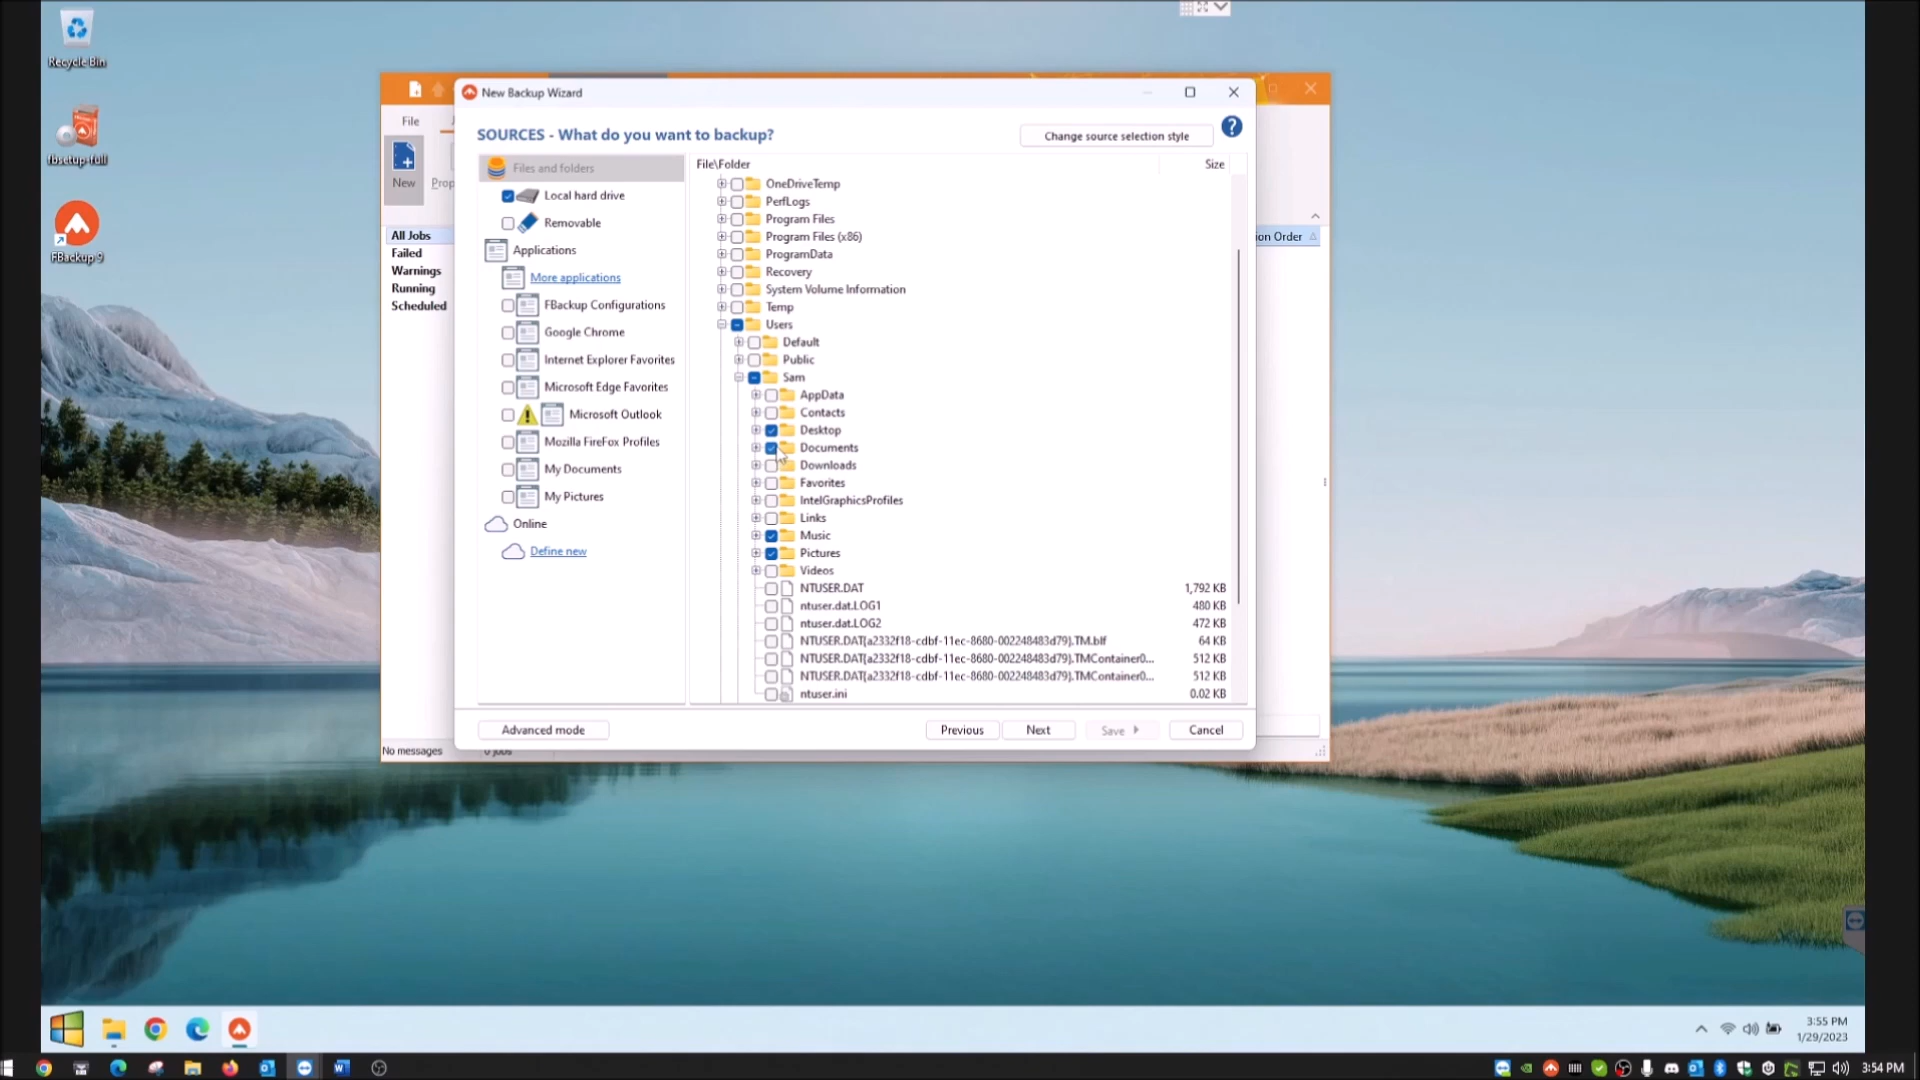 Recycle Bin
fbsetup-full
FBackup 9
New Backup Wizard
File
SOURCES - What do you want to backup?
Change source selection style
?
New
All Jobs
Failed
Warnings
Running
Scheduled
ion Order
Files and folders
Local hard drive
Removable
Applications
More applications
FBackup Configurations
Google Chrome
Internet Explorer Favorites
Microsoft Edge Favorites
Microsoft Outlook
Mozilla FireFox Profiles
My Documents
My Pictures
Online
Define new
File\Folder Size
OneDriveTemp
PerfLogs
Program Files
Program Files (x86)
ProgramData
Recovery
System Volume Information
Temp
Users
Default
Public
Sam
AppData
Contacts
Desktop
Documents
Downloads
Favorites
IntelGraphicsProfiles
Links
Music
Pictures
Videos
NTUSER.DAT 1,792 KB
ntuser.dat.LOG1 480 KB
ntuser.dat.LOG2 472 KB
NTUSER.DAT{a2332f18-cdbf-11ec-8680-002248483d79}.TM.blf 64 KB
NTUSER.DAT{a2332f18-cdbf-11ec-8680-002248483d79}.TMContainer0... 512 KB
NTUSER.DAT{a2332f18-cdbf-11ec-8680-002248483d79}.TMContainer0... 512 KB
ntuser.ini 0.02 KB
Advanced mode
Previous
Next
Save
Cancel
No messages
3:55 PM
1/29/2023
3:54 PM